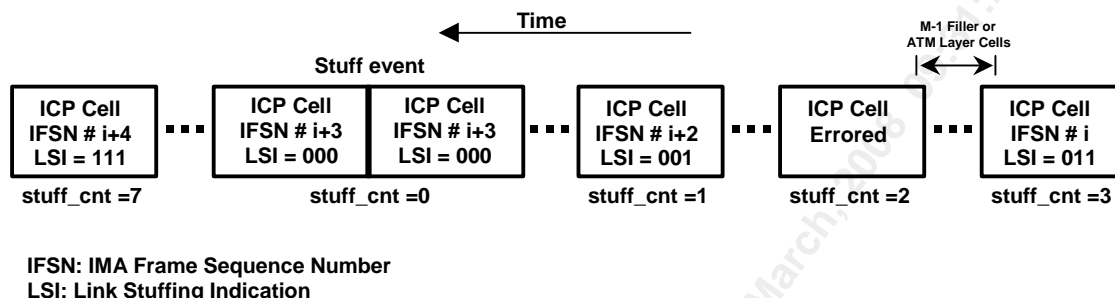 Time
M-1 Filler or
ATM Layer Cells
Stuff event
ICP Cell
IFSN # i+4
LSI = 111
ICP Cell
IFSN # i+3
LSI = 000
ICP Cell
IFSN # i+3
LSI = 000
ICP Cell
IFSN # i+2
LSI = 001
ICP Cell
Errored
ICP Cell
IFSN # i
LSI = 011
stuff_cnt =7
stuff_cnt =0
stuff_cnt =1
stuff_cnt =2
stuff_cnt =3
IFSN: IMA Frame Sequence Number
LSI: Link Stuffing Indication
March, 2008